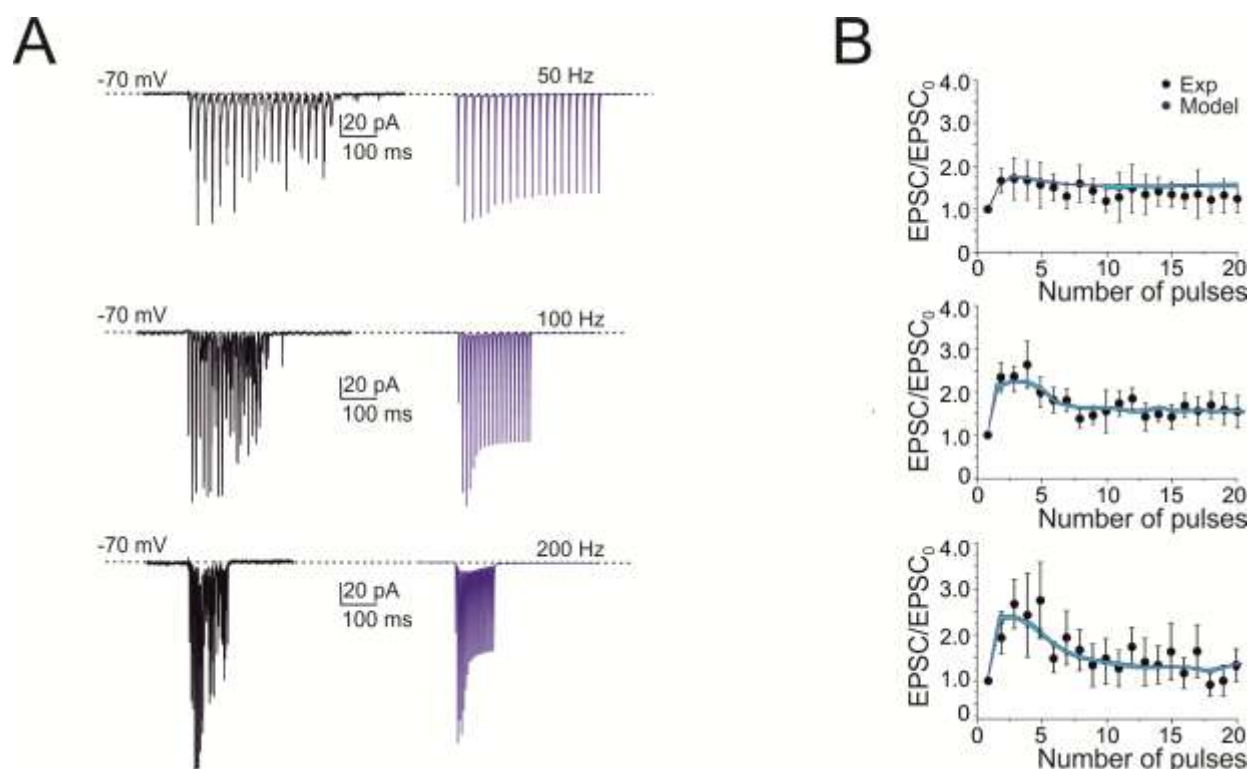 A
B
-70 mV
50 Hz
20 pA
100 ms
-70 mV
100 Hz
20 pA
100 ms
-70 mV
200 Hz
20 pA
100 ms
EPSC/EPSC₀
4.0
3.0
2.0
1.0
0
Exp
Model
0 5 10 15 20
Number of pulses
EPSC/EPSC₀
4.0
3.0
2.0
1.0
0
0 5 10 15 20
Number of pulses
EPSC/EPSC₀
4.0
3.0
2.0
1.0
0
0 5 10 15 20
Number of pulses